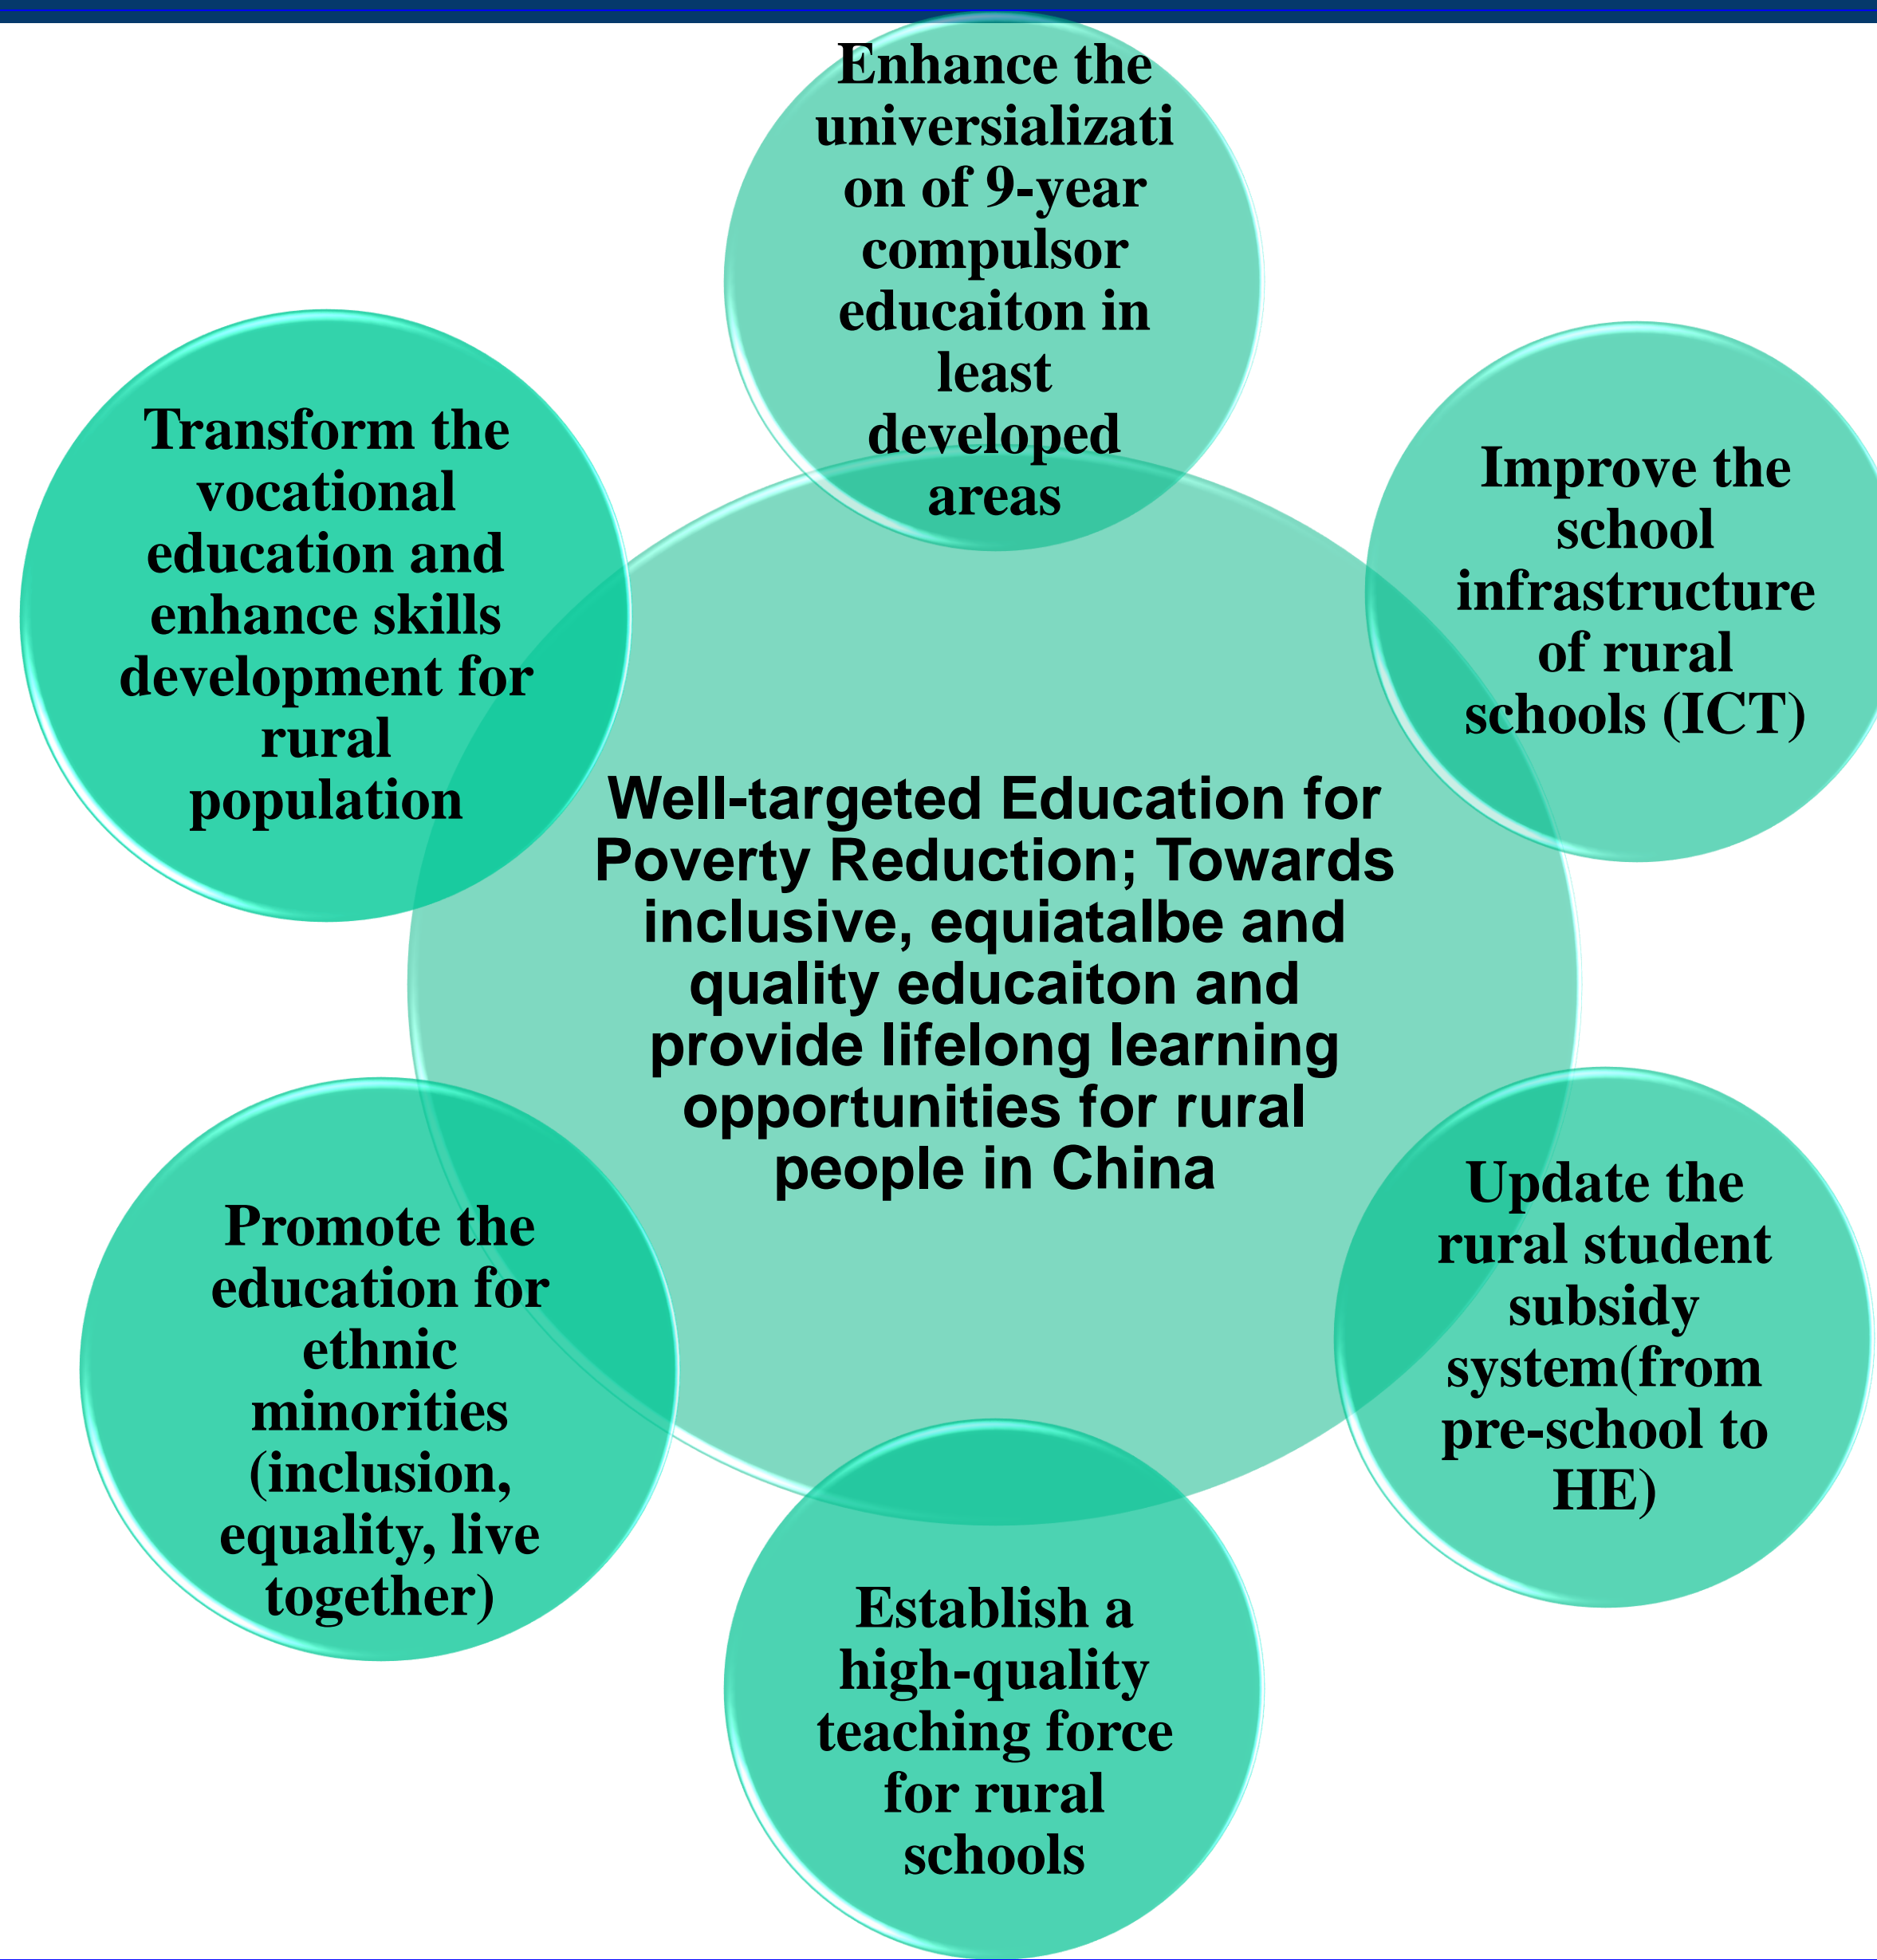 Enhance the
universializati
on of 9-year
compulsor
educaiton in
least
developed
areas
Improve the
school
infrastructure
of rural
schools (ICT)
Update the
rural student
subsidy
system(from
pre-school to
HE)
Establish a
high-quality
teaching force
for rural
schools
Promote the
education for
ethnic
minorities
(inclusion,
equality, live
together)
Transform the
vocational
education and
enhance skills
development for
rural
population
Well-targeted Education for
Poverty Reduction; Towards
inclusive, equiatalbe and
quality educaiton and
provide lifelong learning
opportunities for rural
people in China